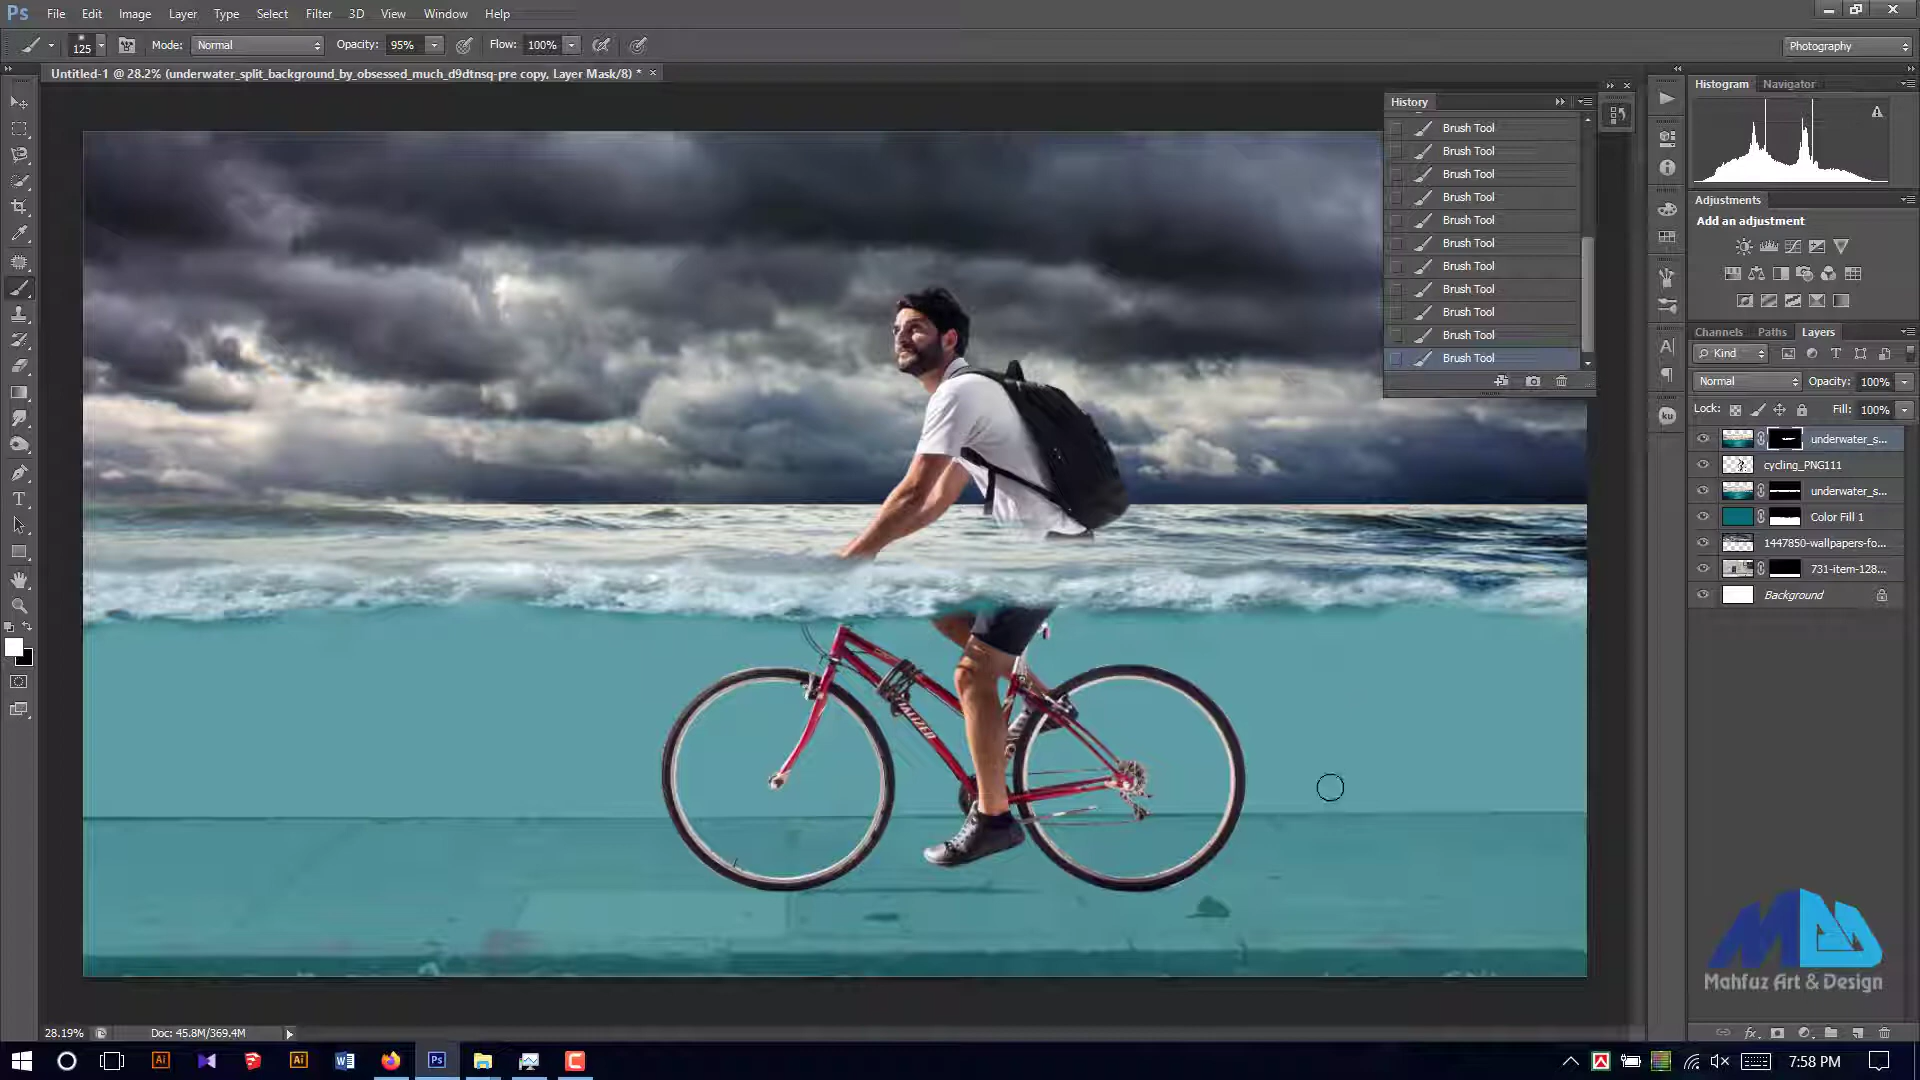 Ps File Edit Image Layer Type Select Filter 3D View Window Help
125 Mode: Normal Opacity: 95% Flow: 100% Photography
Untitled-1 @ 28.2% (underwater_split_background_by_obsessed_much_d9dtnsq-pre copy, Layer Mask/8) * ×
Histogram Navigator
History
Brush Tool
Brush Tool
Brush Tool
Brush Tool
Brush Tool
Brush Tool
Brush Tool
Brush Tool
Brush Tool
Brush Tool
Brush Tool
Adjustments
Add an adjustment
Channels Paths Layers
Kind
Normal Opacity: 100%
Lock: Fill: 100%
underwater_s...
cycling_PNG111
underwater_s...
Color Fill 1
1447850-wallpapers-fo...
731-item-128...
Background
ku
Mahfuz Art & Design
28.19% Doc: 45.8M/369.4M
Ai Ai Ps
7:58 PM